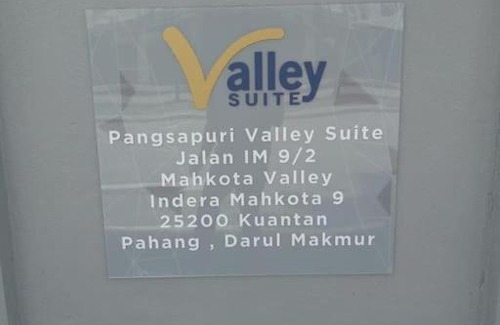 Valley
SUITE
Pangsapuri Valley Suite
Jalan IM 9/2
Mahkota Valley
Indera Mahkota 9
25200 Kuantan
Pahang , Darul Makmur